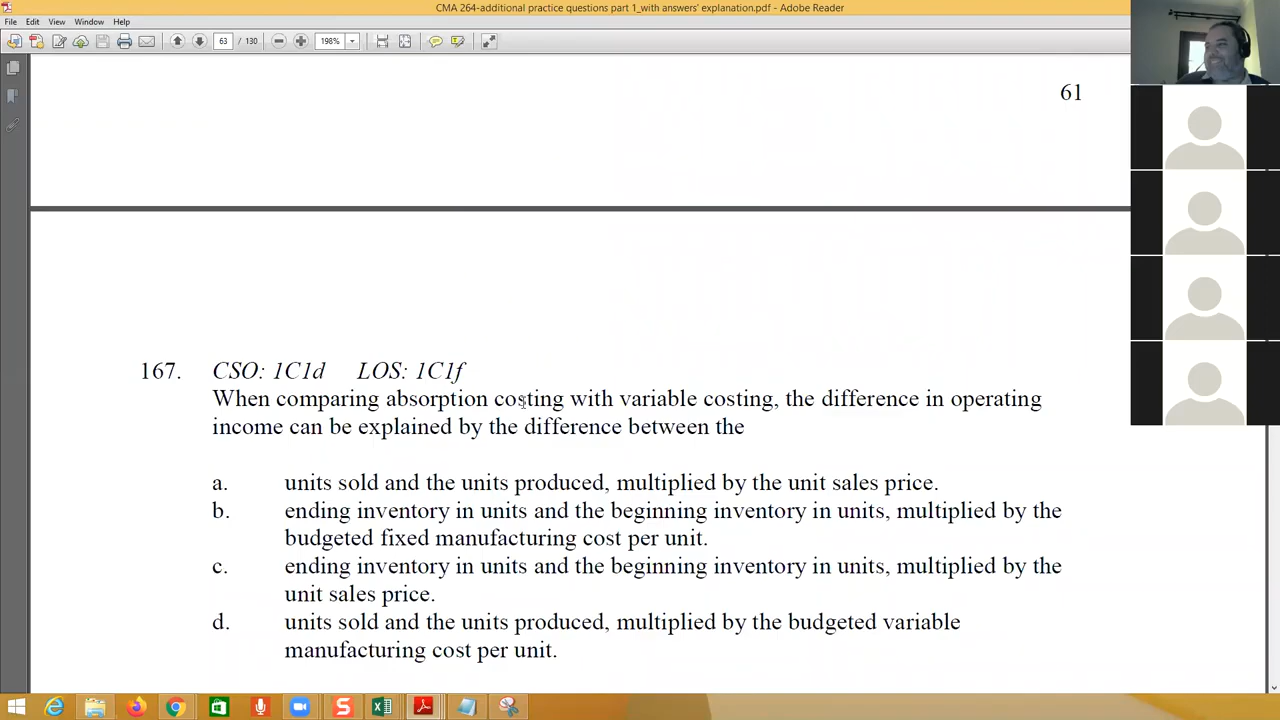 CMA 264-additional practice questions part 1_with answers' explanation.pdf - Adobe Reader
File Edit View Window Help
63 / 130 198%
61
167. CSO: 1C1d LOS: 1C1f
When comparing absorption costing with variable costing, the difference in operating
income can be explained by the difference between the
a. units sold and the units produced, multiplied by the unit sales price.
b. ending inventory in units and the beginning inventory in units, multiplied by the
budgeted fixed manufacturing cost per unit.
c. ending inventory in units and the beginning inventory in units, multiplied by the
unit sales price.
d. units sold and the units produced, multiplied by the budgeted variable
manufacturing cost per unit.